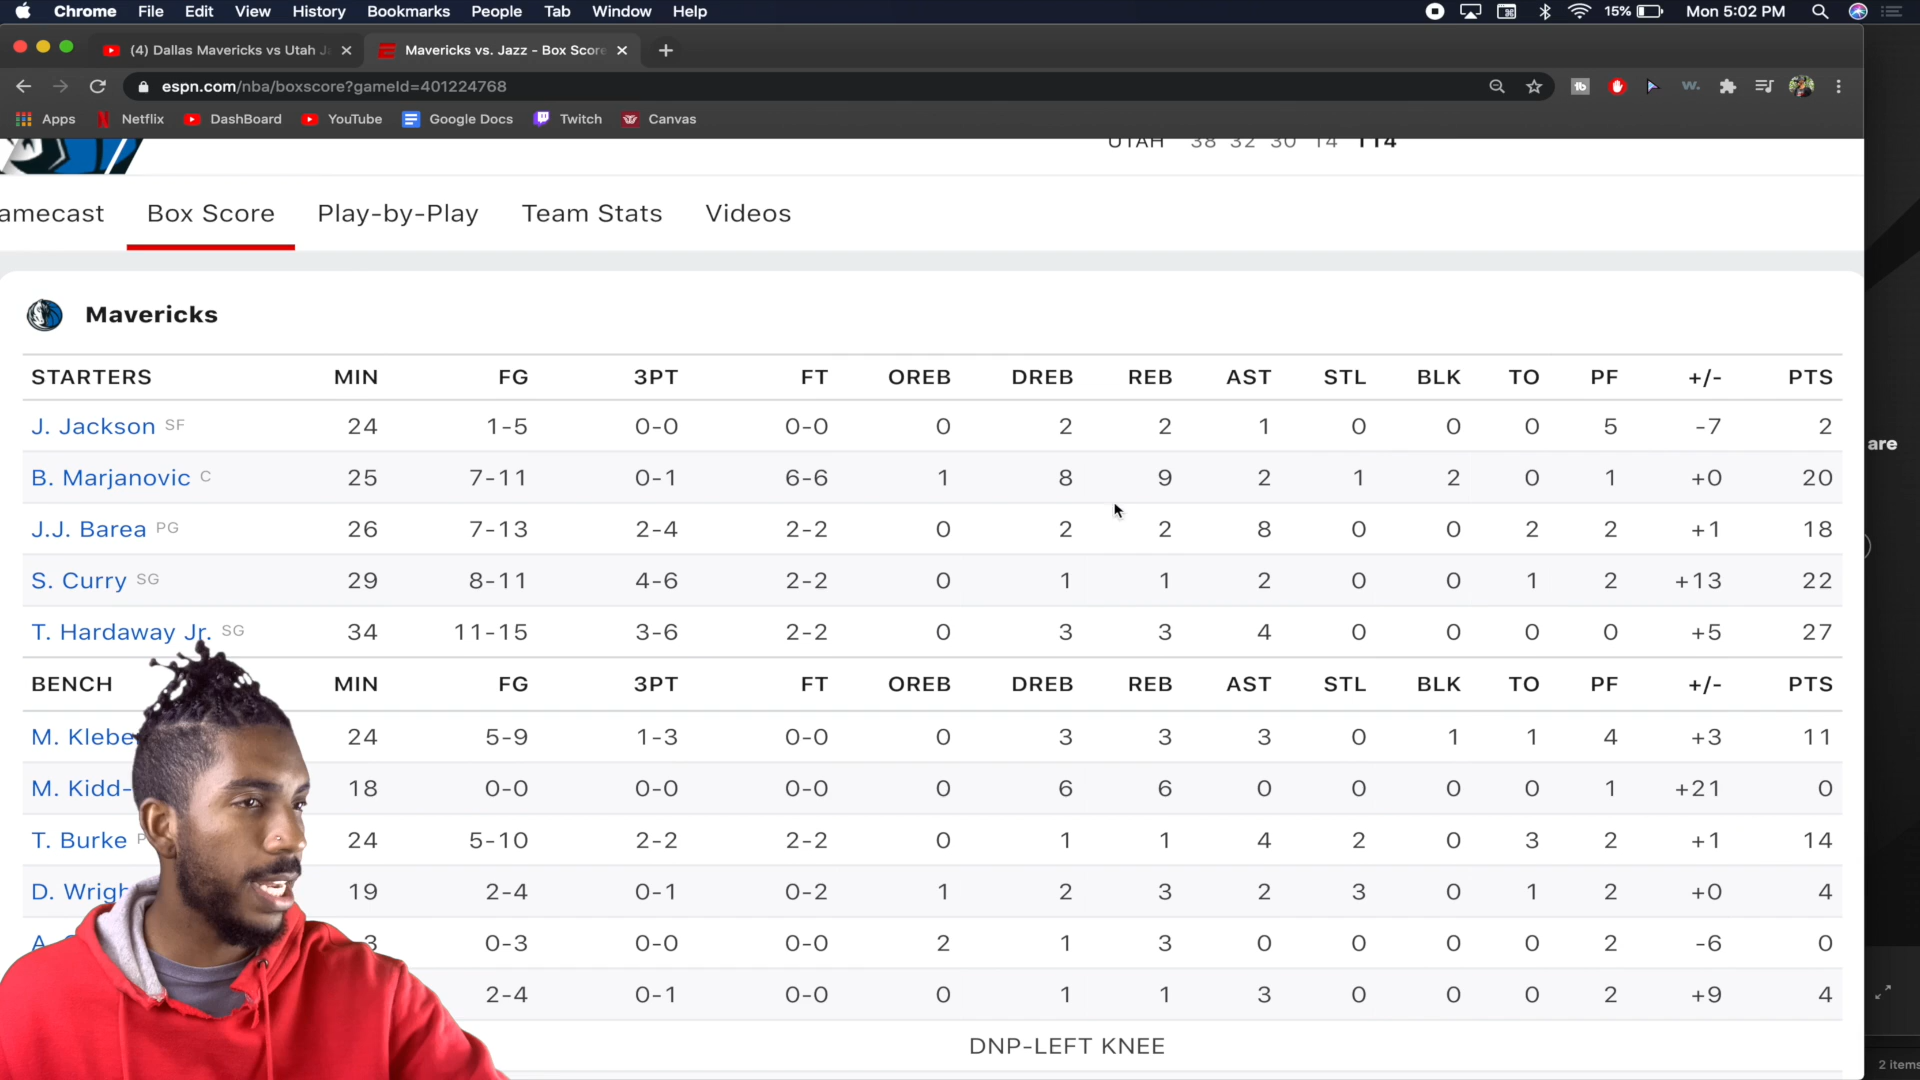 Chrome File Edit View History Bookmarks People Tab Window Help 15% Mon 5:02 PM
(4) Dallas Mavericks vs Utah J Mavericks vs. Jazz - Box Score
espn.com/nba/boxscore?gameId=401224768
Apps Netflix DashBoard YouTube Google Docs Twitch Canvas
UTAH 38 32 30 14 114
amecast Box Score Play-by-Play Team Stats Videos
Mavericks
STARTERS MIN FG 3PT FT OREB DREB REB AST STL BLK TO PF +/- PTS
J. Jackson SF 24 1-5 0-0 0-0 0 2 2 1 0 0 0 5 -7 2
are
B. Marjanovic C 25 7-11 0-1 6-6 1 8 9 2 1 2 0 1 +0 20
J.J. Barea PG 26 7-13 2-4 2-2 0 2 2 8 0 0 2 2 +1 18
S. Curry SG 29 8-11 4-6 2-2 0 1 1 2 0 0 1 2 +13 22
T. Hardaway Jr. SG 34 11-15 3-6 2-2 0 3 3 4 0 0 0 0 +5 27
BENCH MIN FG 3PT FT OREB DREB REB AST STL BLK TO PF +/- PTS
M. Klebe 24 5-9 1-3 0-0 0 3 3 3 0 1 1 4 +3 11
M. Kidd- 18 0-0 0-0 0-0 0 6 6 0 0 0 0 1 +21 0
T. Burke P 24 5-10 2-2 2-2 0 1 1 4 2 0 3 2 +1 14
D. Wrigh 19 2-4 0-1 0-2 1 2 3 2 3 0 1 2 +0 4
A. 3 0-3 0-0 0-0 2 1 3 0 0 0 0 2 -6 0
2-4 0-1 0-0 0 1 1 3 0 0 0 2 +9 4
DNP-LEFT KNEE
2 items